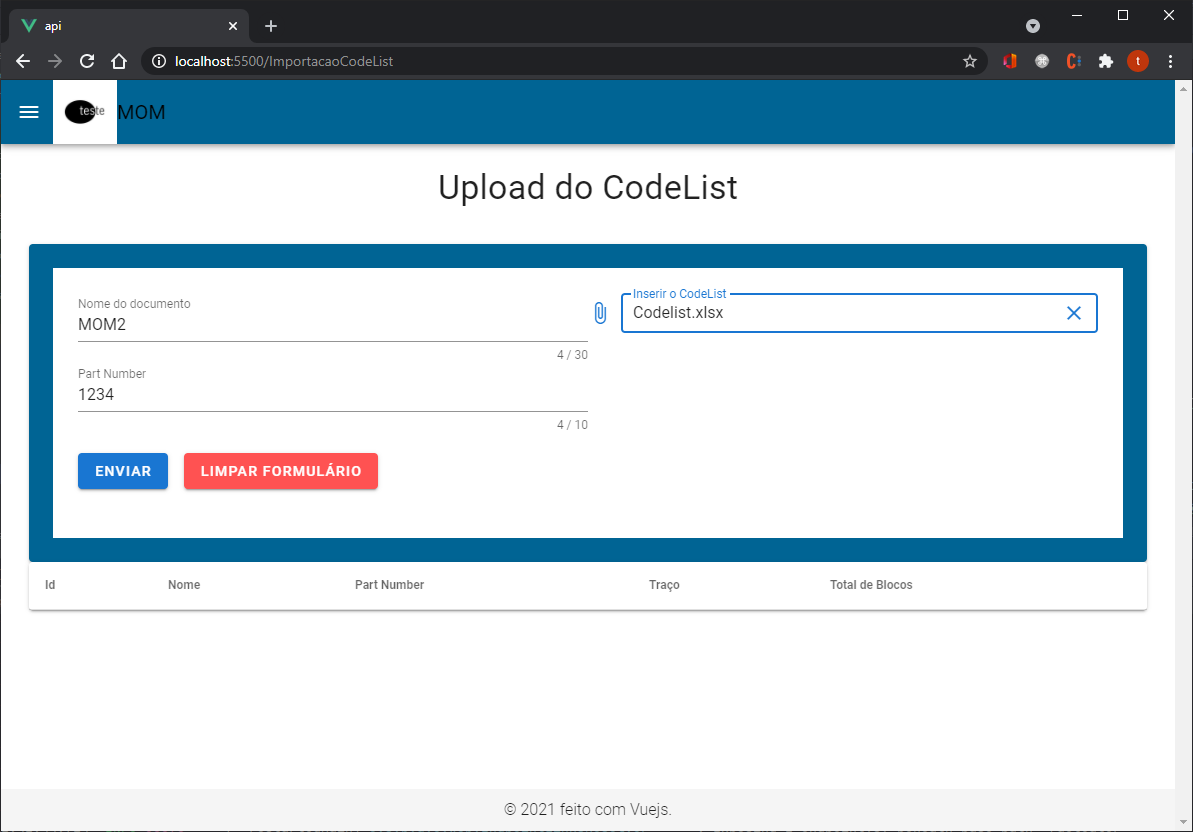 api
localhost:5500/ImportacaoCodeList
t
teste
MOM
Upload do CodeList
Nome do documento
MOM2
4 / 30
Inserir o CodeList
Codelist.xlsx
Part Number
1234
4 / 10
ENVIAR
LIMPAR FORMULÁRIO
Id Nome Part Number Traço Total de Blocos
© 2021 feito com Vuejs.